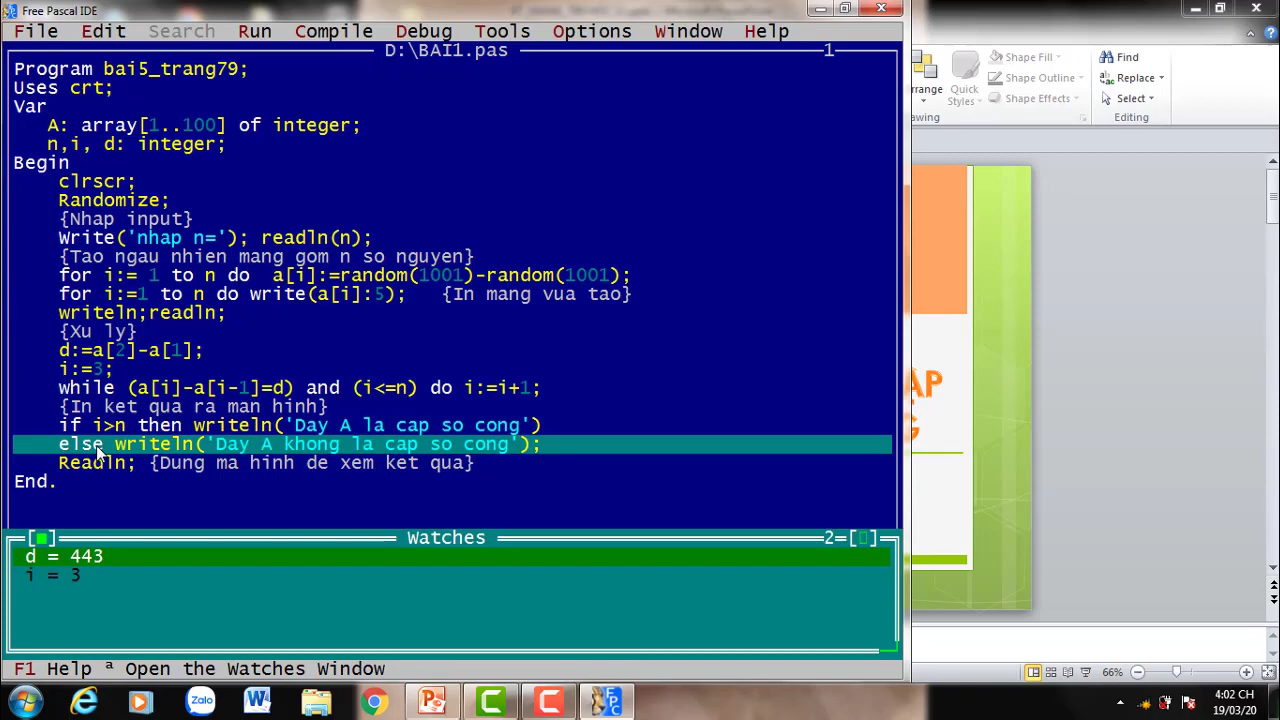 Free Pascal IDE
File Edit Search Run Compile Debug Tools Options Window Help
D:\BAI1.pas 1
Program bai5_trang79;
Uses crt;
Var
A: array[1..100] of integer;
n,i, d: integer;
Begin
clrscr;
Randomize;
{Nhap input}
Write('nhap n='); readln(n);
{Tao ngau nhien mang gom n so nguyen}
for i:= 1 to n do a[i]:=random(1001)-random(1001);
for i:=1 to n do write(a[i]:5); {In mang vua tao}
writeln;readln;
{Xu ly}
d:=a[2]-a[1];
i:=3;
while (a[i]-a[i-1]=d) and (i<=n) do i:=i+1;
{In ket qua ra man hinh}
if i>n then writeln('Day A la cap so cong')
else writeln('Day A khong la cap so cong');
Readln; {Dung ma hinh de xem ket qua}
End.
Watches 2
d = 443
i = 3
F1 Help ª Open the Watches Window
Shape Fill
Shape Outline
Shape Effects
Quick Styles
Find
Replace
Select
Editing
66%
Zalo
4:02 CH
19/03/20